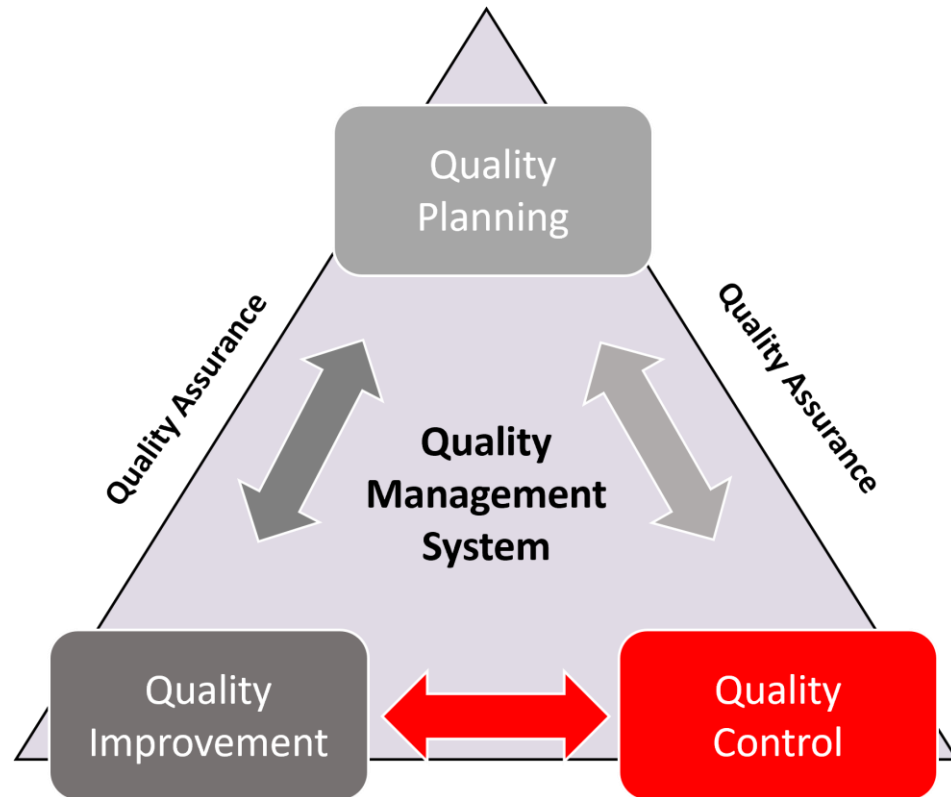 Quality
Planning
Quality Assurance
Quality Assurance
Quality
Management
System
Quality
Improvement
Quality
Control